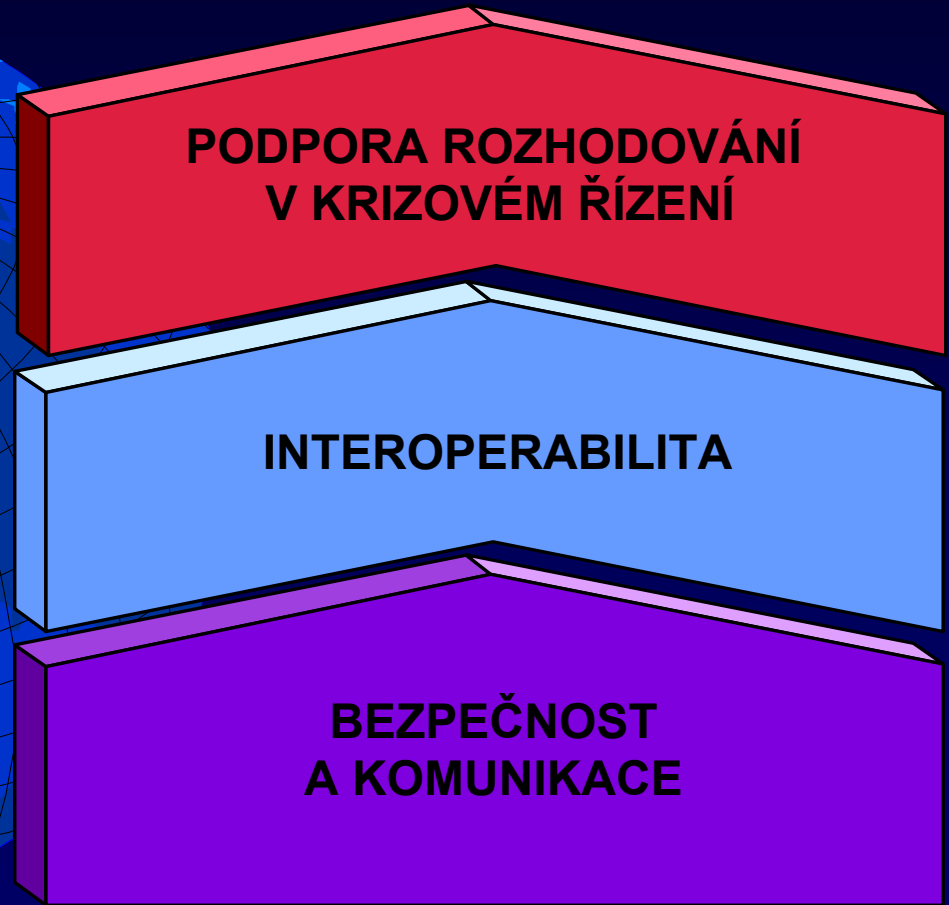 PODPORA ROZHODOVÁNÍ
V KRIZOVÉM ŘÍZENÍ
INTEROPERABILITA
BEZPEČNOST
A KOMUNIKACE